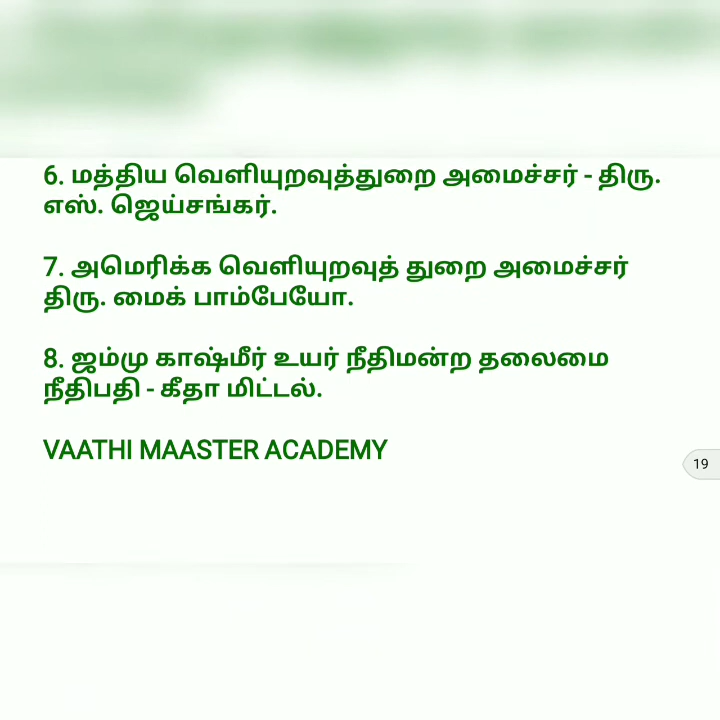 6. மத்திய வெளியுறவுத்துறை அமைச்சர் - திரு.
எஸ். ஜெய்சங்கர்.
7. அமெரிக்க வெளியுறவுத் துறை அமைச்சர்
திரு. மைக் பாம்பேயோ.
8. ஜம்மு காஷ்மீர் உயர் நீதிமன்ற தலைமை
நீதிபதி - கீதா மிட்டல்.
VAATHI MAASTER ACADEMY
19